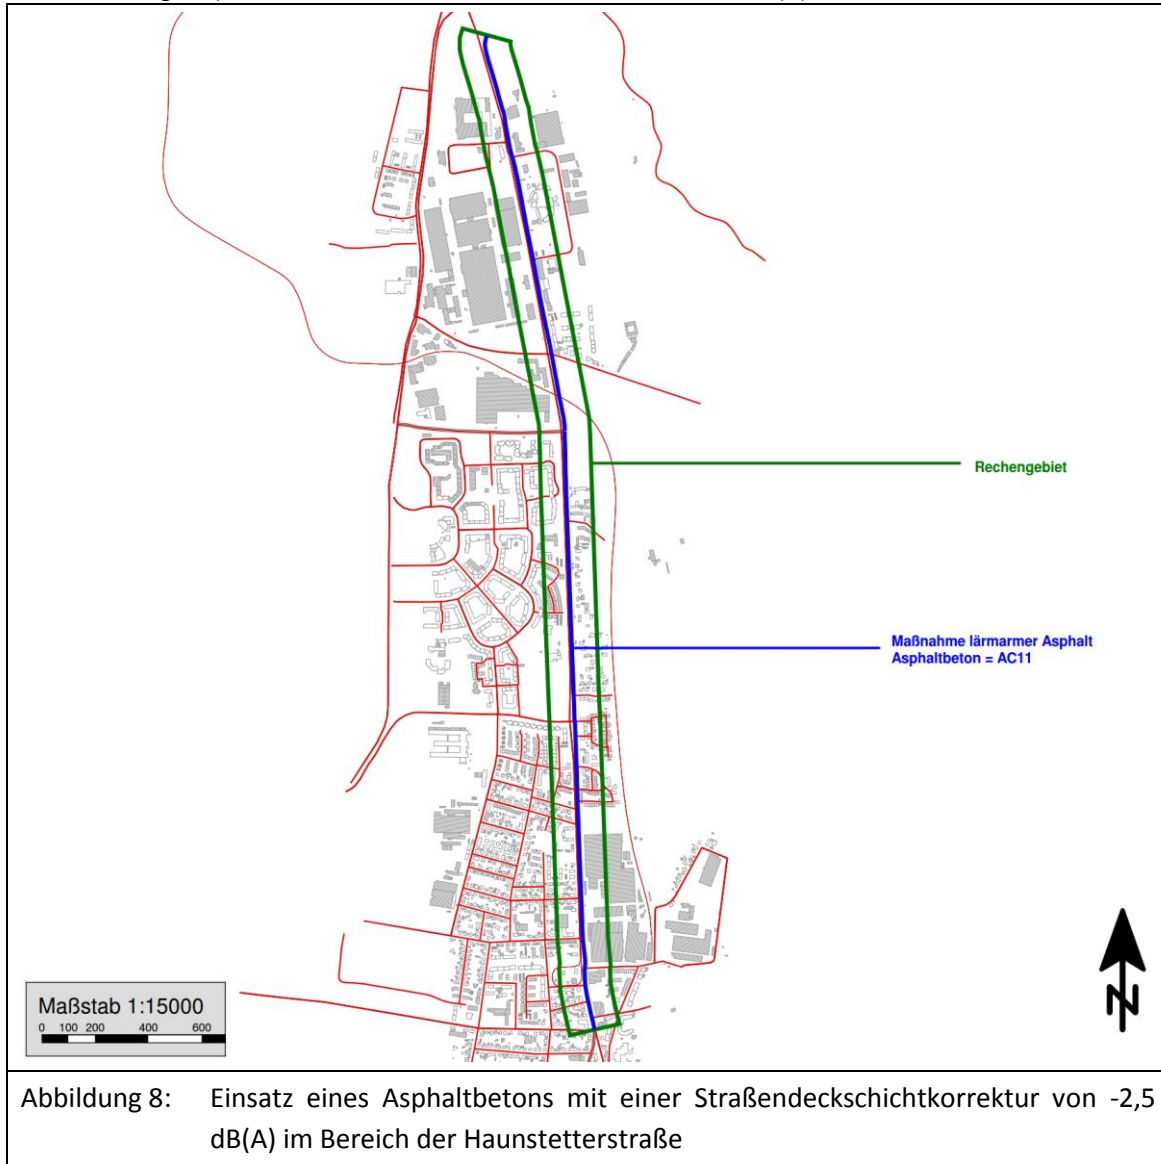 Rechengebiet
Maßnahme lärmarmer Asphalt
Asphaltbeton = AC11
Maßstab 1:15000
0 100 200 400 600
N
Abbildung 8: Einsatz eines Asphaltbetons mit einer Straßendeckschichtkorrektur von -2,5
dB(A) im Bereich der Haunstetterstraße